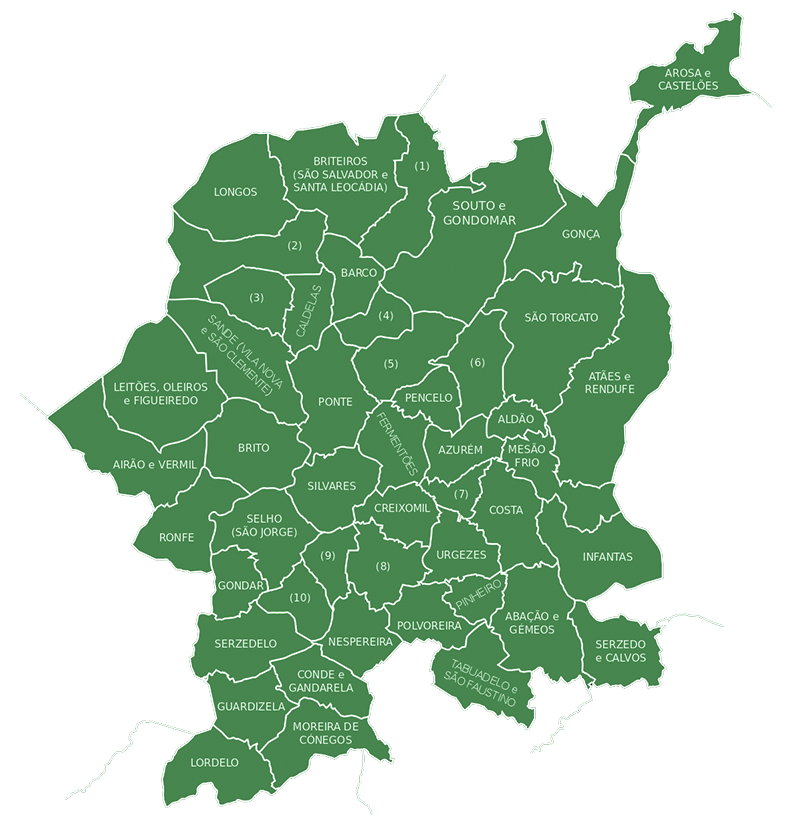 AROSA e
CASTELÕES
BRITEIROS
(SÃO SALVADOR e
SANTA LEOCÁDIA)
(1)
LONGOS
SOUTO e
GONDOMAR
GONÇA
(2)
BARCO
(3)
CALDELAS
(4)
SÃO TORCATO
SANDE (VILA NOVA
e SÃO CLEMENTE)
(5)
(6)
ATÃES e
RENDUFE
LEITÕES, OLEIROS
e FIGUEIREDO
PONTE
PENCELO
ALDÃO
FERMENTÕES
BRITO
AZURÉM
MESÃO
FRIO
AIRÃO e VERMIL
SILVARES
(7)
CREIXOMIL
COSTA
SELHO
(SÃO JORGE)
RONFE
(9)
URGEZES
INFANTAS
(8)
GONDAR
(10)
PINHEIRO
ABAÇÃO e
GÉMEOS
POLVOREIRA
NESPEREIRA
SERZEDELO
SERZEDO
e CALVOS
CONDE e
GANDARELA
TABUADELO e
SÃO FAUSTINO
GUARDIZELA
MOREIRA DE
CÓNEGOS
LORDELO